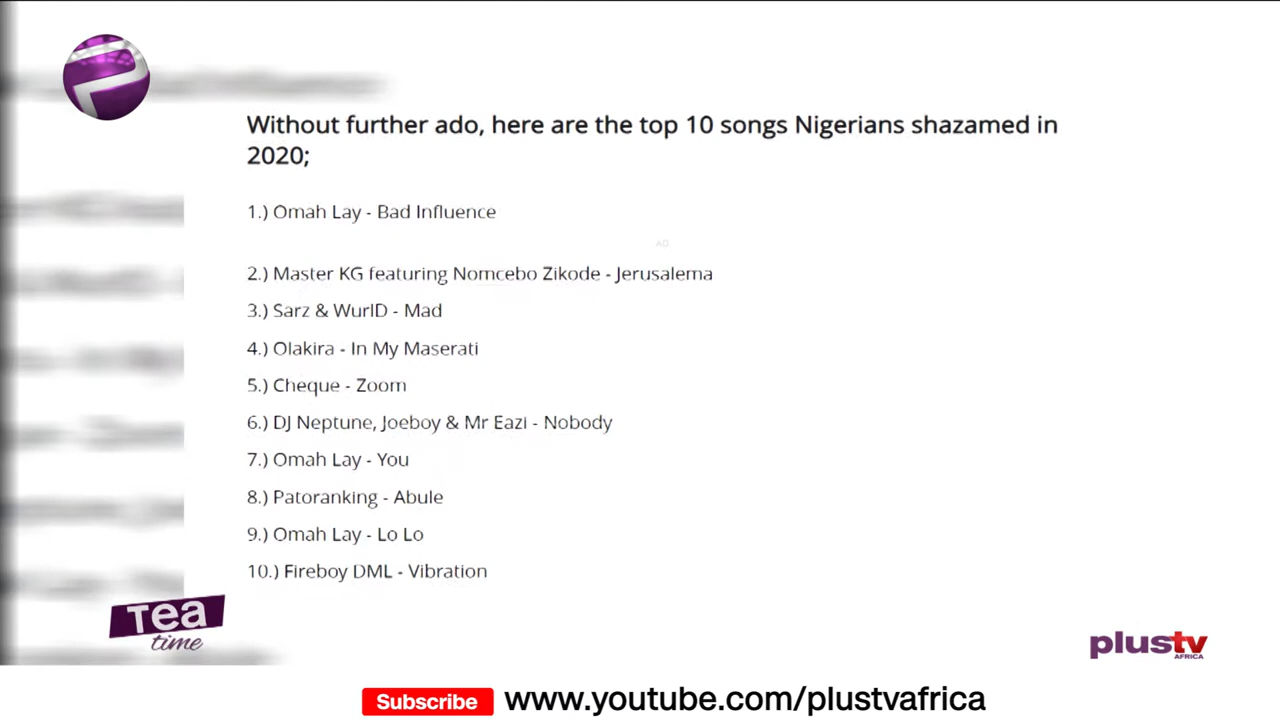 Without further ado, here are the top 10 songs Nigerians shazamed in
2020;
1.) Omah Lay - Bad Influence
AD
2.) Master KG featuring Nomcebo Zikode - Jerusalema
3.) Sarz & WurlD - Mad
4.) Olakira - In My Maserati
5.) Cheque - Zoom
6.) DJ Neptune, Joeboy & Mr Eazi - Nobody
7.) Omah Lay - You
8.) Patoranking - Abule
9.) Omah Lay - Lo Lo
10.) Fireboy DML - Vibration
Tea
time
plustv
AFRICA
Subscribe www.youtube.com/plustvafrica